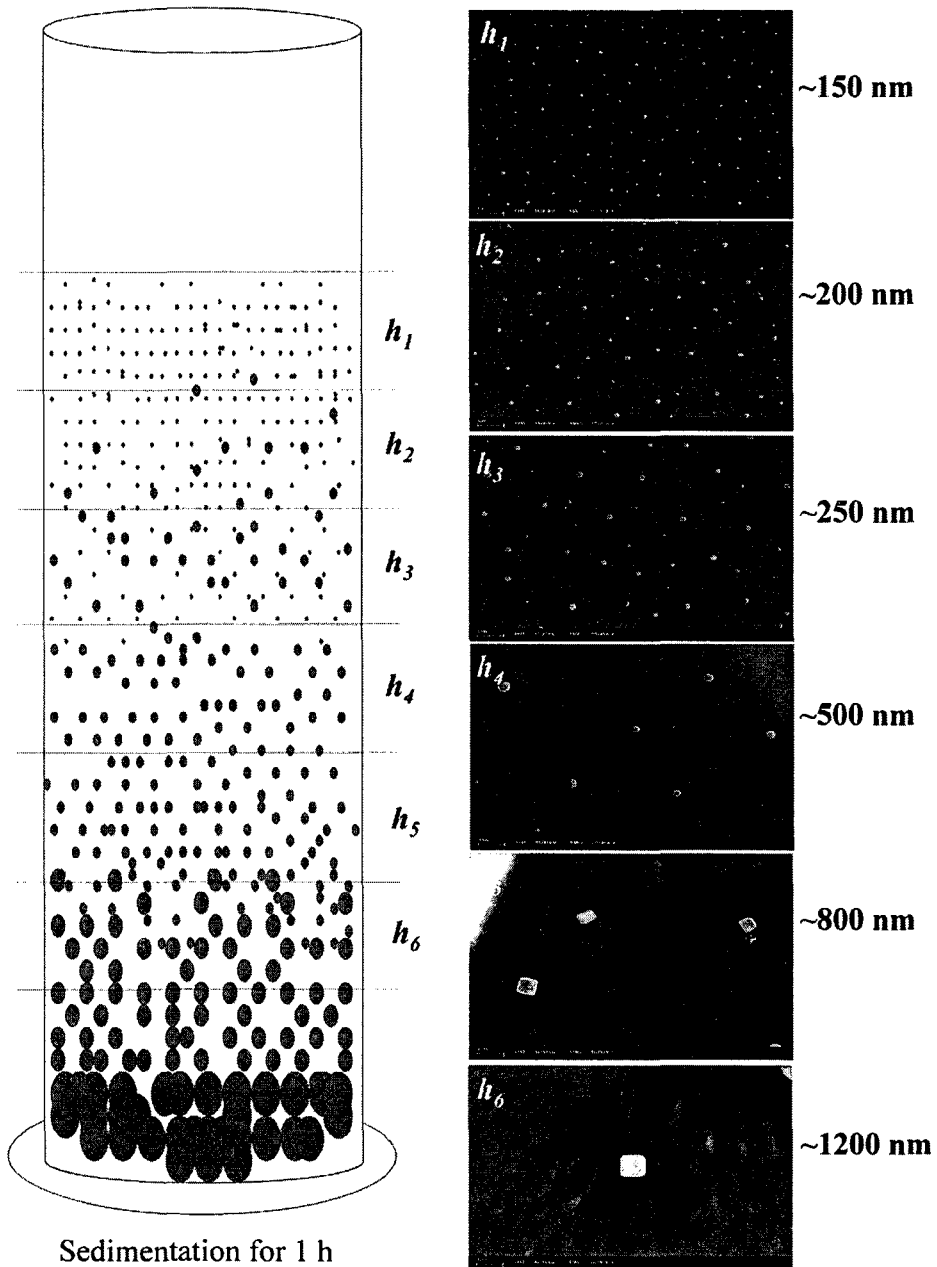 h₁
h₂
h₃
h₄
h₅
h₆
Sedimentation for 1 h
h₁
~150 nm
h₂
~200 nm
h₃
~250 nm
h₄
~500 nm
~800 nm
h₆
~1200 nm